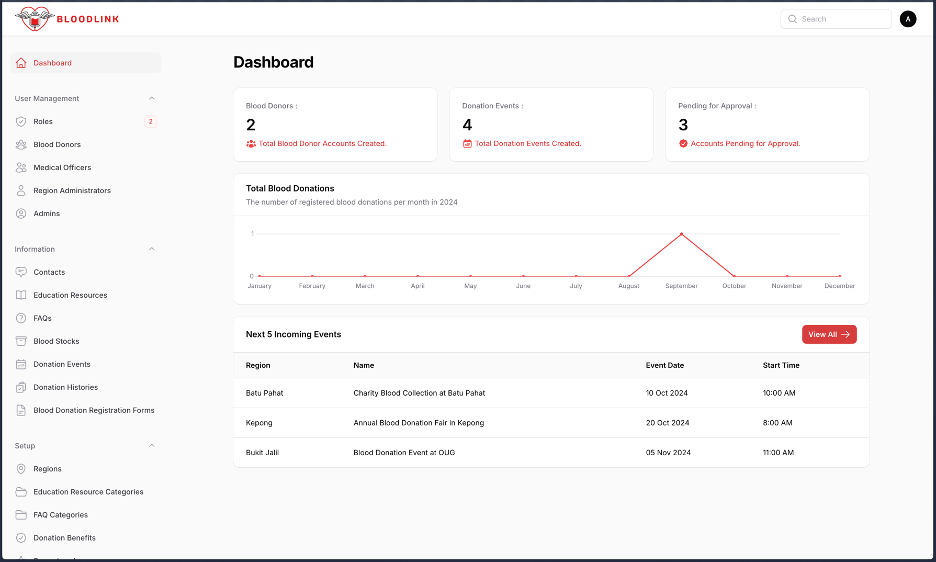 BLOODLINK
Search
A
Dashboard
User Management
Roles
2
Blood Donors
Medical Officers
Region Administrators
Admins
Information
Contacts
Education Resources
FAQs
Blood Stocks
Donation Events
Donation Histories
Blood Donation Registration Forms
Setup
Regions
Education Resource Categories
FAQ Categories
Donation Benefits
Dashboard
Blood Donors :
2
Total Blood Donor Accounts Created.
Donation Events :
4
Total Donation Events Created.
Pending for Approval :
3
Accounts Pending for Approval.
Total Blood Donations
The number of registered blood donations per month in 2024
1
0
January February March April May June July August September October November December
Next 5 Incoming Events
View All
Region Name Event Date Start Time
Batu Pahat Charity Blood Collection at Batu Pahat 10 Oct 2024 10:00 AM
Kepong Annual Blood Donation Fair in Kepong 20 Oct 2024 8:00 AM
Bukit Jalil Blood Donation Event at OUG 05 Nov 2024 11:00 AM